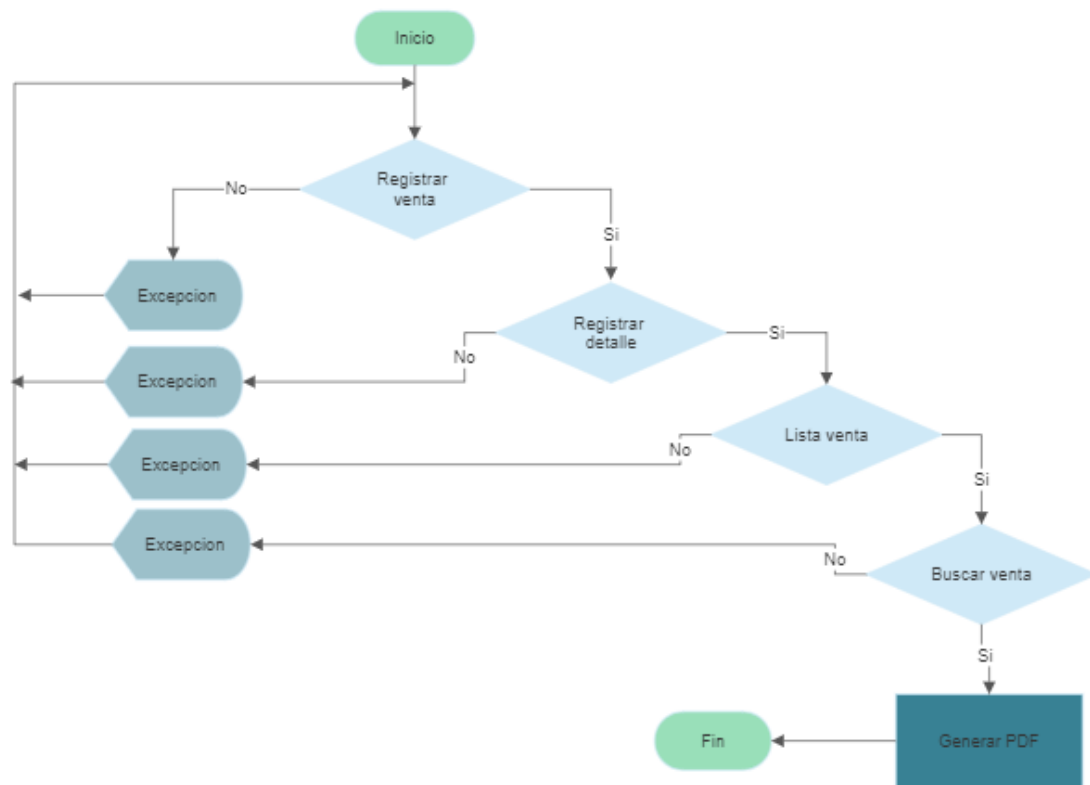 Inicio
Registrar
venta
No
Si
Excepcion
Registrar
detalle
No
Si
Excepcion
Lista venta
No
Si
Excepcion
Buscar venta
No
Si
Excepcion
Generar PDF
Fin